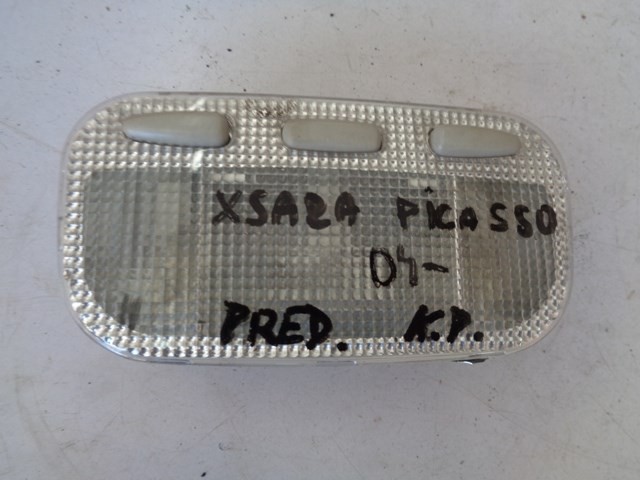 XSARA PICASSO
04-
PRED. K.P.